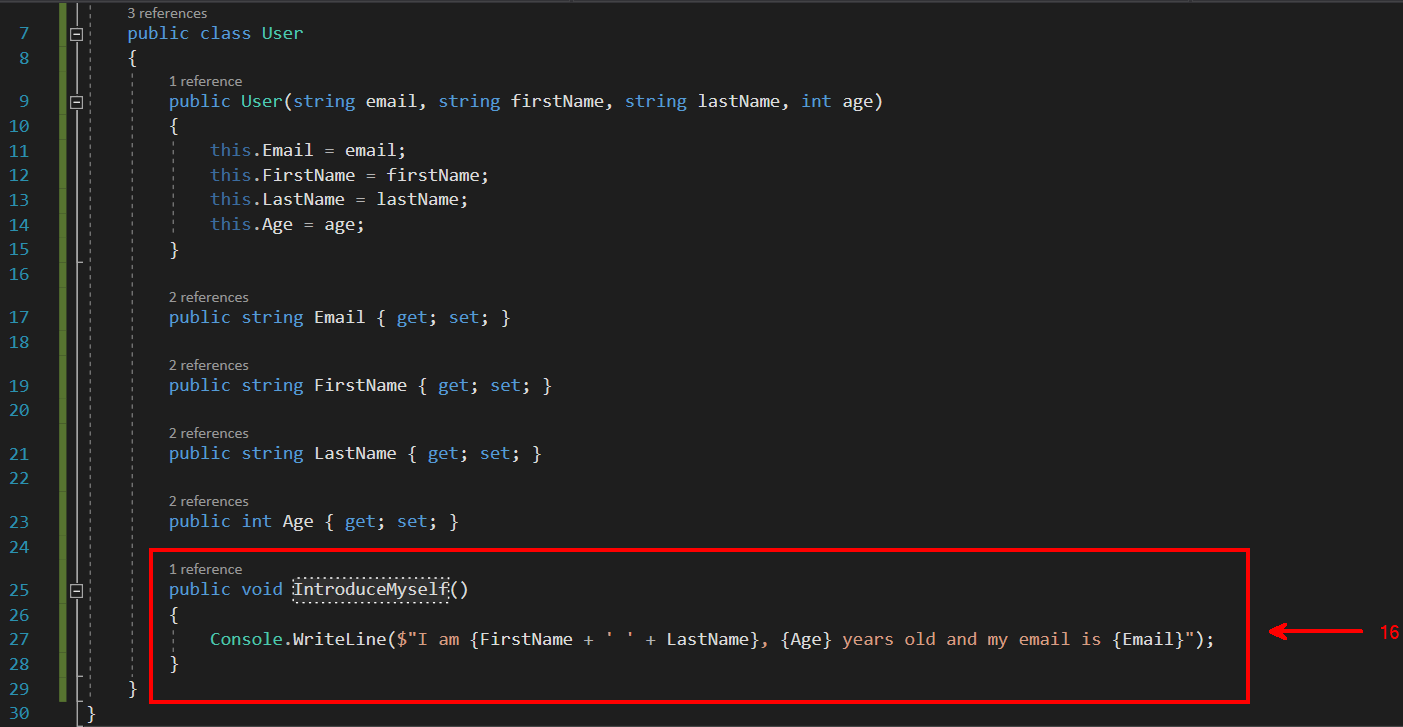 3 references
7 public class User
8 {
1 reference
9 public User(string email, string firstName, string lastName, int age)
10 {
11 this.Email = email;
12 this.FirstName = firstName;
13 this.LastName = lastName;
14 this.Age = age;
15 }
16
2 references
17 public string Email { get; set; }
18
2 references
19 public string FirstName { get; set; }
20
2 references
21 public string LastName { get; set; }
22
2 references
23 public int Age { get; set; }
24
1 reference
25 public void IntroduceMyself()
26 {
27 Console.WriteLine($"I am {FirstName + ' ' + LastName}, {Age} years old and my email is {Email}"); 16
28 }
29 }
30 }